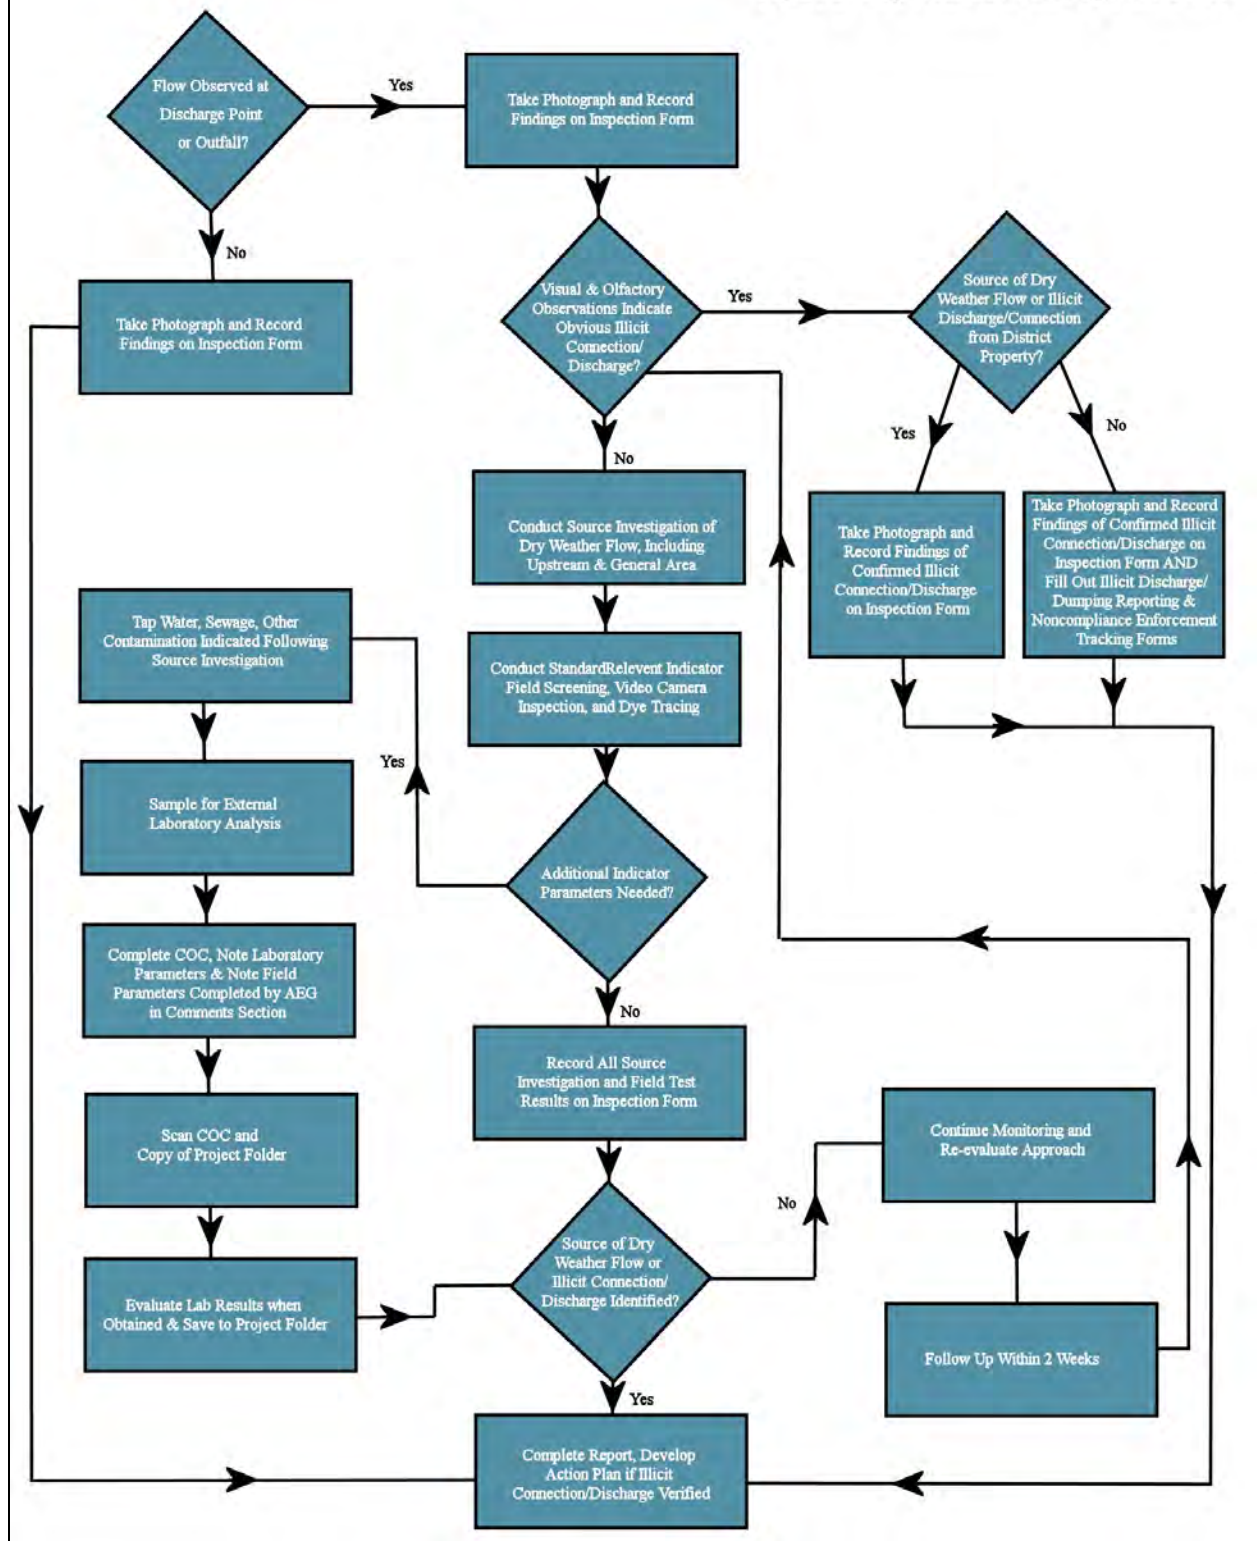 Flow Observed at
Discharge Point
or Outfall?
Yes
Take Photograph and Record
Findings on Inspection Form
No
Take Photograph and Record
Findings on Inspection Form
Visual & Olfactory
Observations Indicate
Obvious Illicit
Connection/
Discharge?
Yes
Source of Dry
Weather Flow or Illicit
Discharge/Connection
from District
Property?
Yes
No
Take Photograph and
Record Findings of
Confirmed Illicit
Connection/Discharge
on Inspection Form
Take Photograph and Record
Findings of Confirmed Illicit
Connection/Discharge on
Inspection Form AND
Fill Out Illicit Discharge/
Dumping Reporting &
Noncompliance Enforcement
Tracking Forms
No
Conduct Source Investigation of
Dry Weather Flow, Including
Upstream & General Area
Conduct StandardRelevent Indicator
Field Screening, Video Camera
Inspection, and Dye Tracing
Additional Indicator
Parameters Needed?
Yes
Tap Water, Sewage, Other
Contamination Indicated Following
Source Investigation
Sample for External
Laboratory Analysis
Complete COC, Note Laboratory
Parameters & Note Field
Parameters Completed by AEG
in Comments Section
Scan COC and
Copy of Project Folder
Evaluate Lab Results when
Obtained & Save to Project Folder
No
Record All Source
Investigation and Field Test
Results on Inspection Form
Source of Dry
Weather Flow or
Illicit Connection/
Discharge Identified?
No
Continue Monitoring and
Re-evaluate Approach
Follow Up Within 2 Weeks
Yes
Complete Report, Develop
Action Plan if Illicit
Connection/Discharge Verified